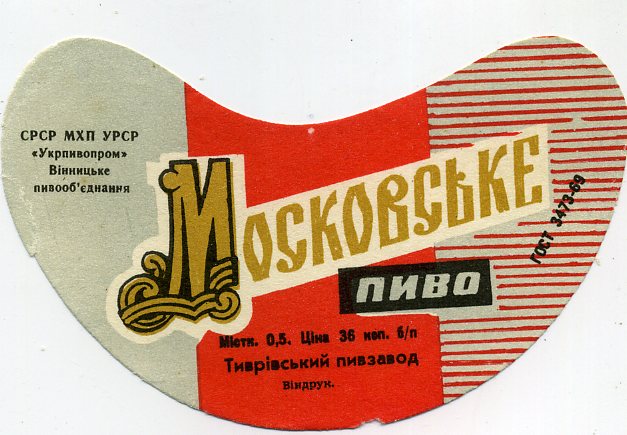 СРСР МХП УРСР
«Укрпивопром»
Вінницьке
пивооб’єднання
Московське
пиво
ГОСТ 3473-69
Містк. 0,5. Ціна 36 коп. б/п
Тиврівський пивзавод
Віндрук.